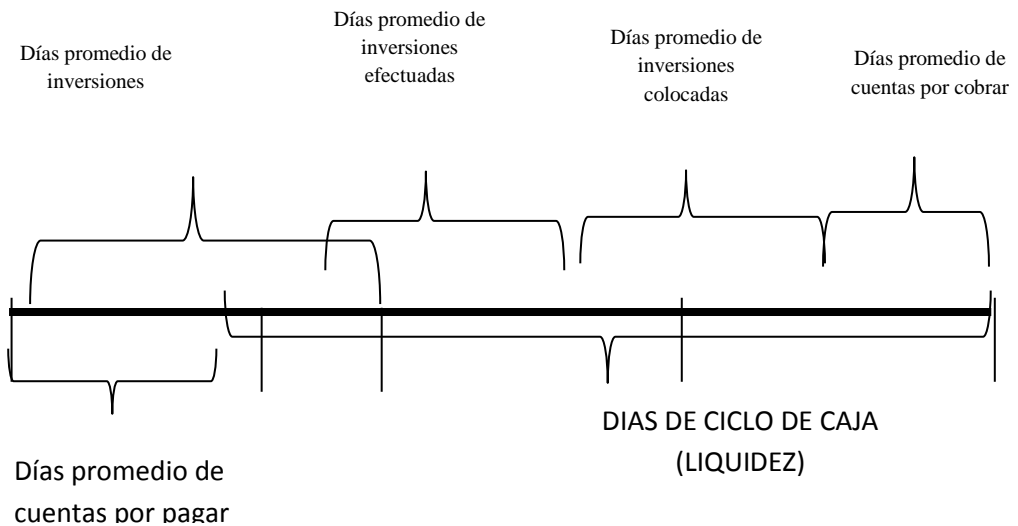 Días promedio de
inversiones
Días promedio de
inversiones
efectuadas
Días promedio de
inversiones
colocadas
Días promedio de
cuentas por cobrar
DIAS DE CICLO DE CAJA
(LIQUIDEZ)
Días promedio de
cuentas por pagar